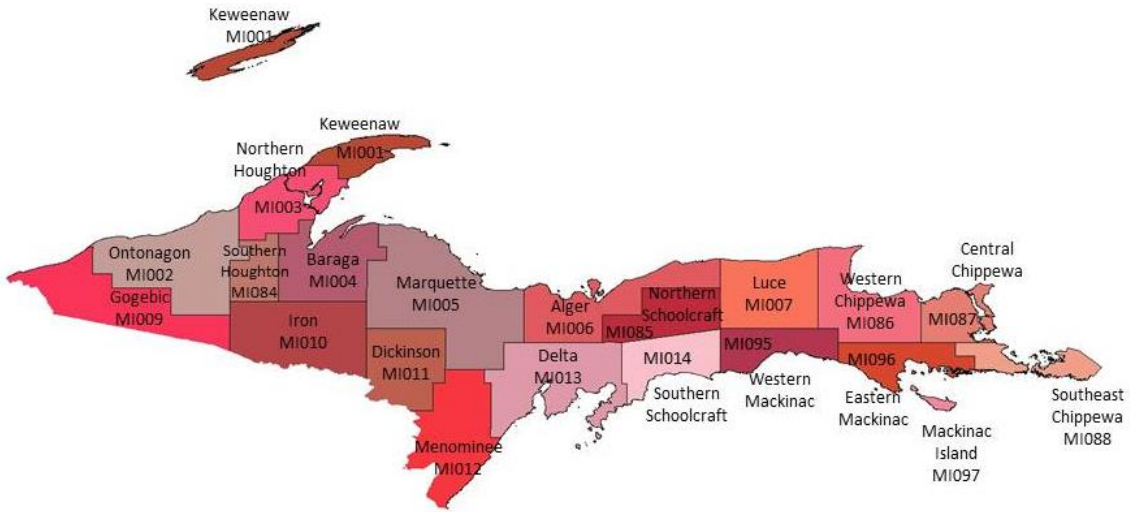 Keweenaw
MI001
Keweenaw
MI001
Northern
Houghton
MI003
Ontonagon
MI002
Southern
Houghton
MI084
Baraga
MI004
Marquette
MI005
Gogebic
MI009
Iron
MI010
Dickinson
MI011
Menominee
MI012
Delta
MI013
Alger
MI006
Northern
Schoolcraft
MI085
MI014
Southern
Schoolcraft
Luce
MI007
MI095
Western
Mackinac
Western
Chippewa
MI086
Central
Chippewa
MI087
MI096
Eastern
Mackinac
Mackinac
Island
MI097
Southeast
Chippewa
MI088